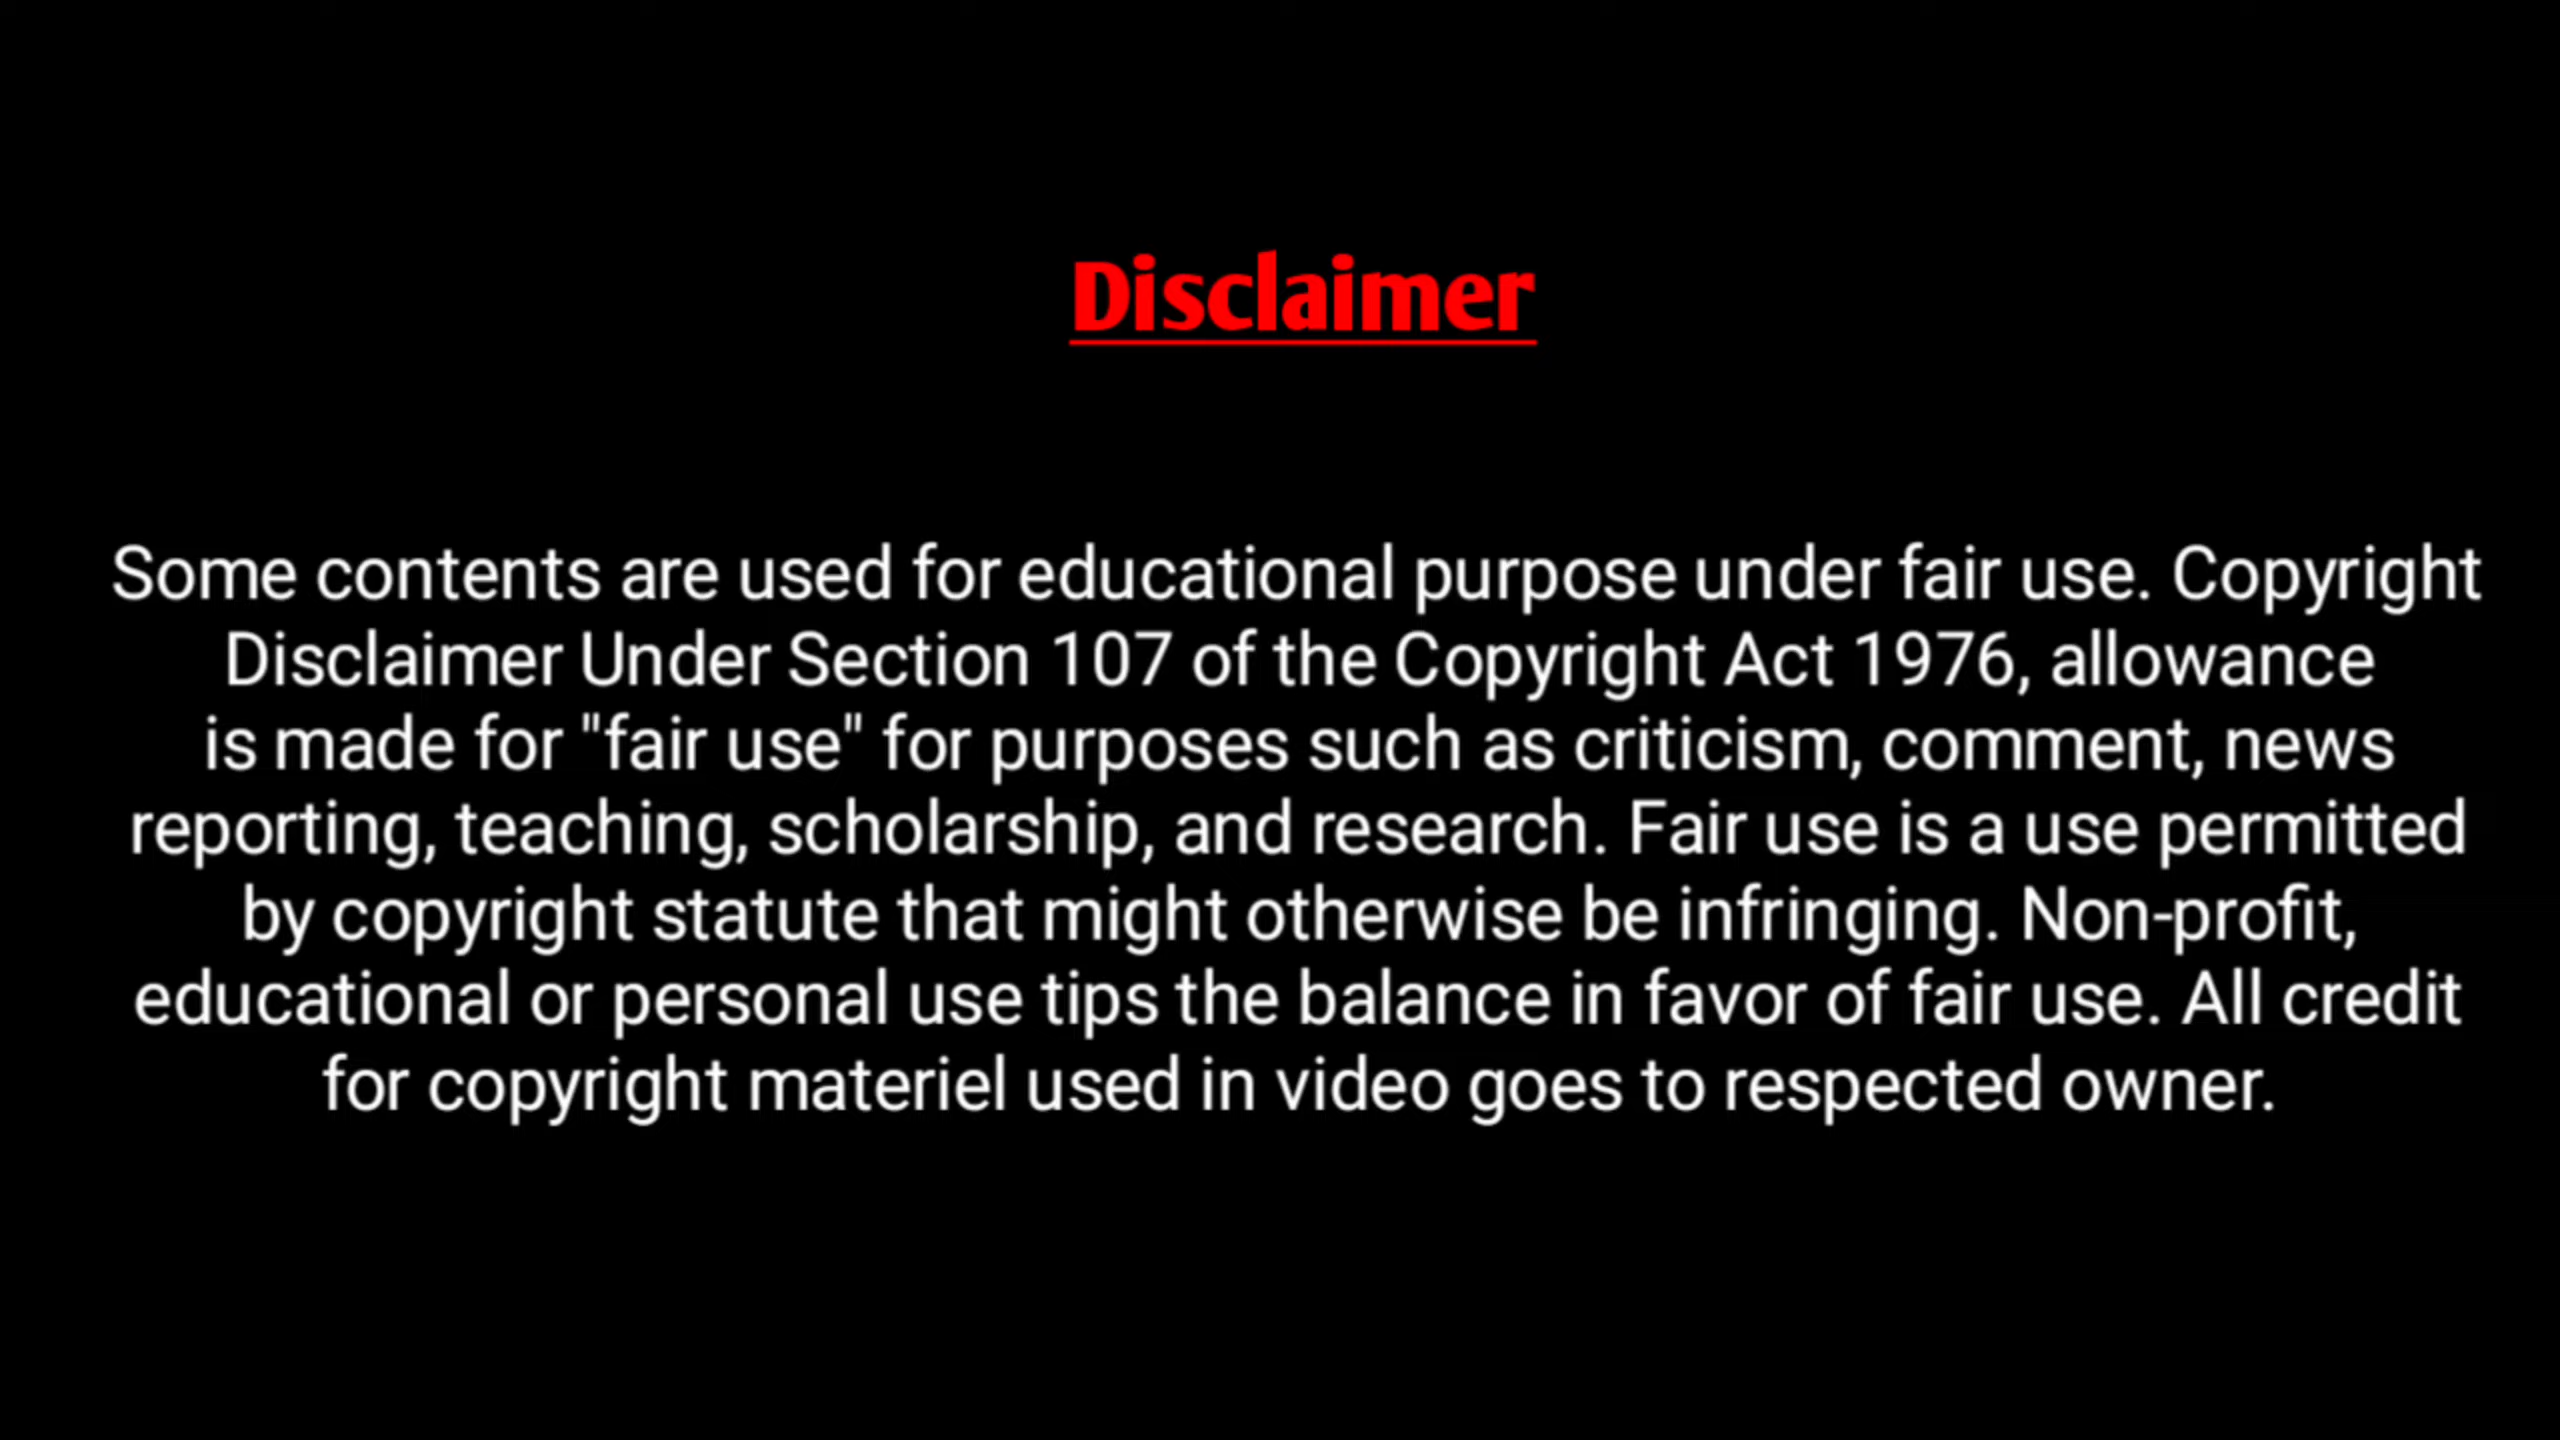 Disclaimer
Some contents are used for educational purpose under fair use. Copyright
Disclaimer Under Section 107 of the Copyright Act 1976, allowance
is made for "fair use" for purposes such as criticism, comment, news
reporting, teaching, scholarship, and research. Fair use is a use permitted
by copyright statute that might otherwise be infringing. Non-profit,
educational or personal use tips the balance in favor of fair use. All credit
for copyright materiel used in video goes to respected owner.